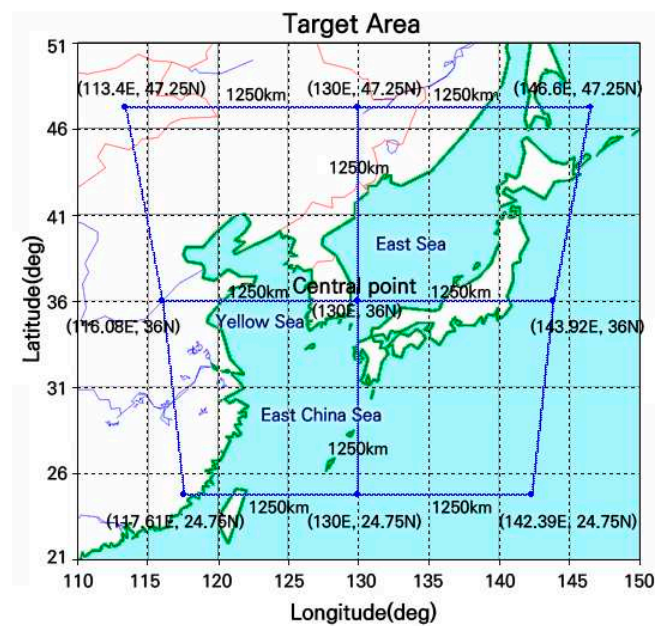 Target Area
51
(113.4E, 47.25N) (130E, 47.25N) (146.6E, 47.25N)
1250km 1250km
46
1250km
41
East Sea
Latitude(deg)
Central point
1250km 1250km
36
(130E, 36N)
(116.08E, 36N) Yellow Sea (143.92E, 36N)
31
East China Sea
1250km
26
1250km 1250km
(117.61E, 24.75N) (130E, 24.75N) (142.39E, 24.75N)
21
110 115 120 125 130 135 140 145 150
Longitude(deg)